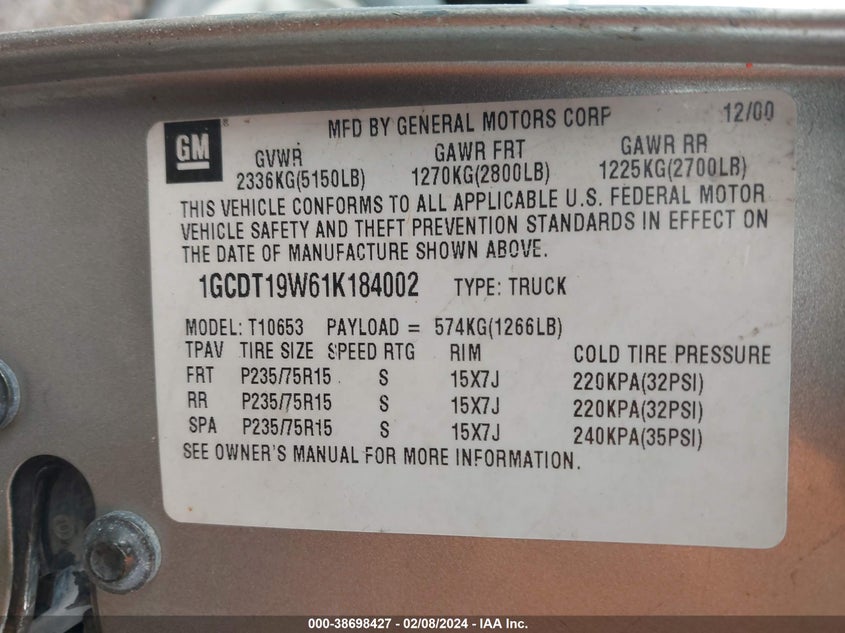 GM®
MFD BY GENERAL MOTORS CORP 12/00
GVWR GAWR FRT GAWR RR
2336KG(5150LB) 1270KG(2800LB) 1225KG(2700LB)
THIS VEHICLE CONFORMS TO ALL APPLICABLE U.S. FEDERAL MOTOR
VEHICLE SAFETY AND THEFT PREVENTION STANDARDS IN EFFECT ON
THE DATE OF MANUFACTURE SHOWN ABOVE.
1GCDT19W61K184002 TYPE: TRUCK
MODEL: T10653 PAYLOAD = 574KG(1266LB)
TPAV TIRE SIZE SPEED RTG RIM COLD TIRE PRESSURE
FRT P235/75R15 S 15X7J 220KPA(32PSI)
RR P235/75R15 S 15X7J 220KPA(32PSI)
SPA P235/75R15 S 15X7J 240KPA(35PSI)
SEE OWNER'S MANUAL FOR MORE INFORMATION.
000-38698427 - 02/08/2024 - IAA Inc.